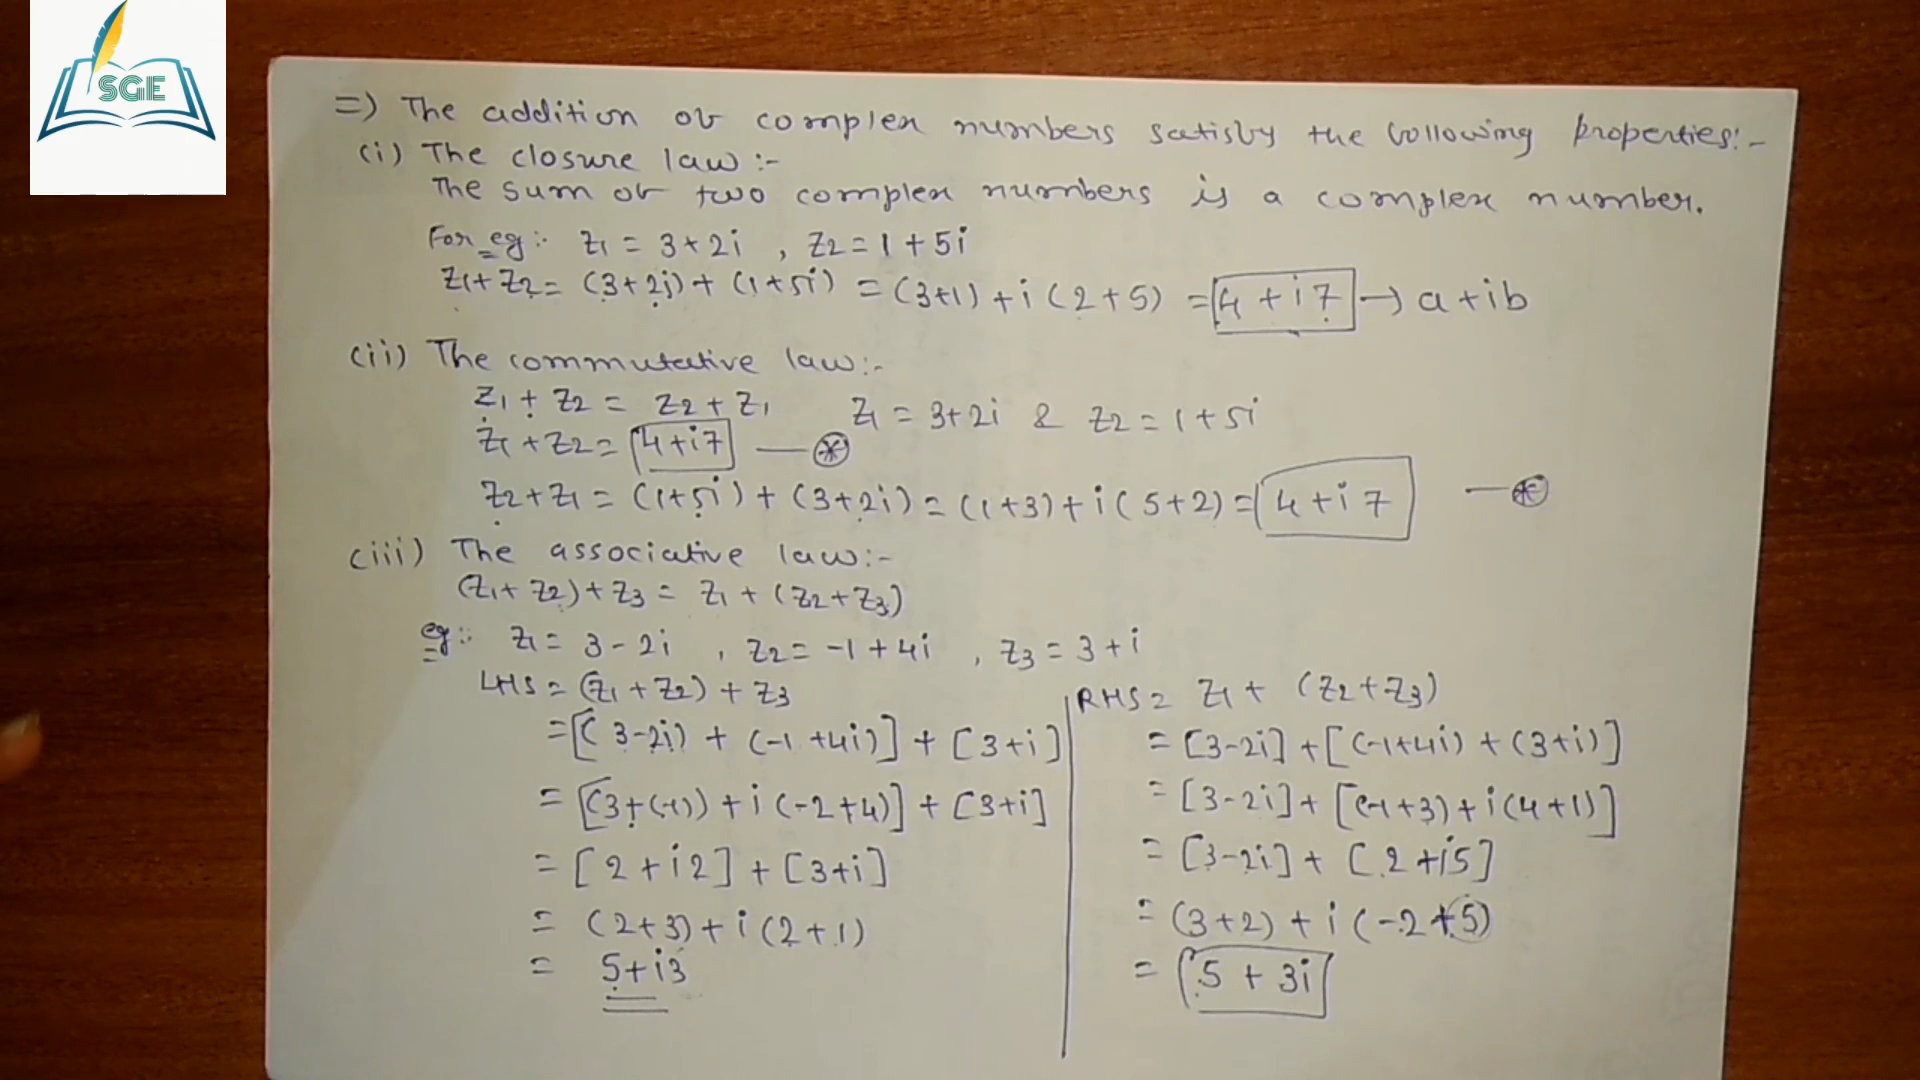 SGE
=) The addition of complex numbers satisfy the following properties:-
(i) The closure law :-
The sum of two complex numbers is a complex number.
For eg :- z1 = 3+2i , z2 = 1+5i
z1+z2 = (3+2i)+(1+5i) = (3+1)+i(2+5) = 4+i7 → a+ib
(ii) The commutative law:-
z1+z2 = z2+z1 z1 = 3+2i & z2 = 1+5i
z1+z2 = 4+i7 — ⊛
z2+z1 = (1+5i)+(3+2i) = (1+3)+i(5+2) = 4+i7 — ⊛
(iii) The associative law:-
(z1+z2)+z3 = z1+(z2+z3)
eg :- z1 = 3-2i , z2 = -1+4i , z3 = 3+i
LHS = (z1+z2)+z3
= [(3-2i)+(-1+4i)]+[3+i]
= [(3+(-1))+i(-2+4)]+[3+i]
= [2+i2]+[3+i]
= (2+3)+i(2+1)
= 5+i3
RHS = z1+(z2+z3)
= [3-2i]+[(-1+4i)+(3+i)]
= [3-2i]+[(-1+3)+i(4+1)]
= [3-2i]+[2+i5]
= (3+2)+i(-2+5)
= 5+3i